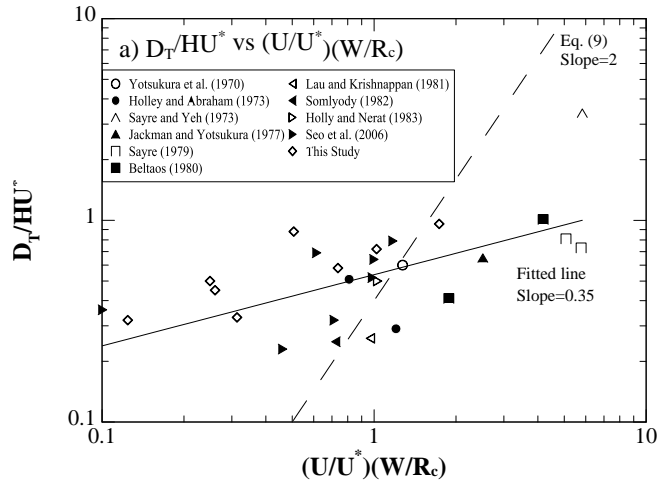 10
a) D_T/HU* vs (U/U*)(W/R_c)
Eq. (9)
Slope=2
Yotsukura et al. (1970)
Holley and Abraham (1973)
Sayre and Yeh (1973)
Jackman and Yotsukura (1977)
Sayre (1979)
Beltaos (1980)
Lau and Krishnappan (1981)
Somlyody (1982)
Holly and Nerat (1983)
Seo et al. (2006)
This Study
D_T/HU*
1
Fitted line
Slope=0.35
0.1
0.1
1
10
(U/U*)(W/R_c)